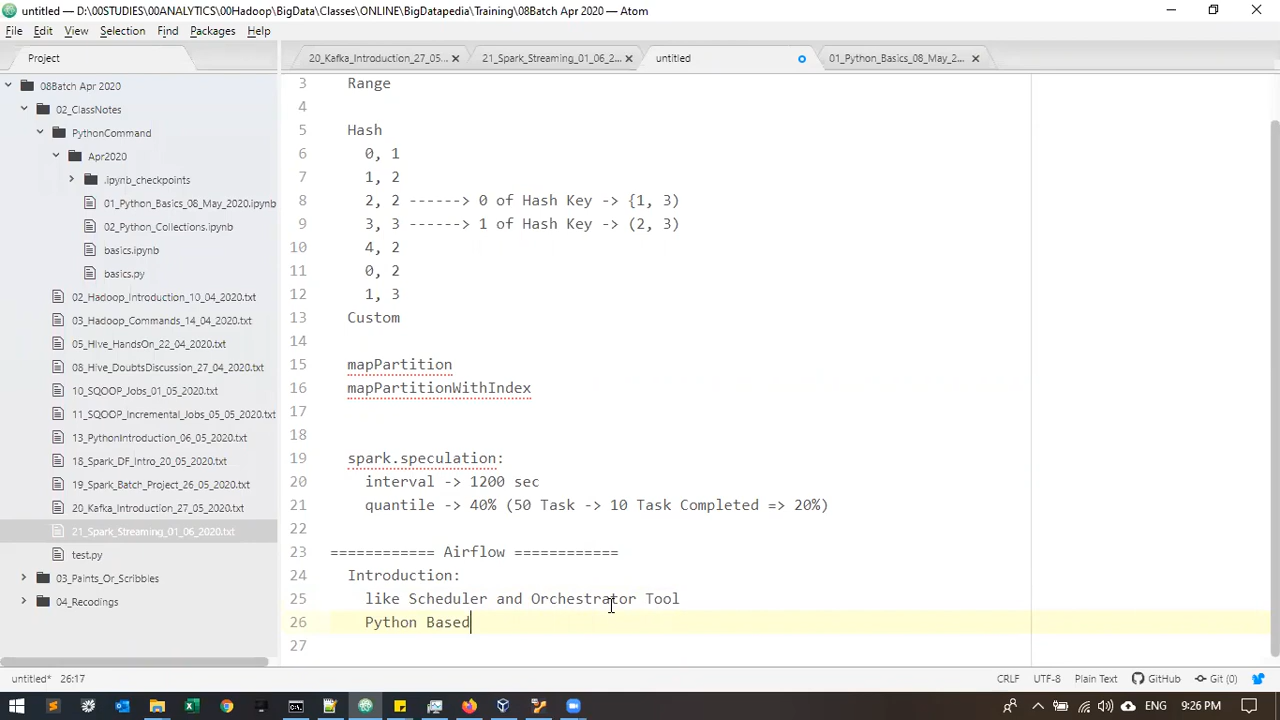 untitled — D:\00STUDIES\00ANALYTICS\00Hadoop\BigData\Classes\ONLINE\BigDatapedia\Training\08Batch Apr 2020 — Atom
File Edit View Selection Find Packages Help
Project
20_Kafka_Introduction_27_05...
21_Spark_Streaming_01_06_2...
untitled
01_Python_Basics_08_May_2...
08Batch Apr 2020
02_ClassNotes
PythonCommand
Apr2020
.ipynb_checkpoints
01_Python_Basics_08_May_2020.ipynb
02_Python_Collections.ipynb
basics.ipynb
basics.py
02_Hadoop_Introduction_10_04_2020.txt
03_Hadoop_Commands_14_04_2020.txt
05_Hive_HandsOn_22_04_2020.txt
08_Hive_DoubtsDiscussion_27_04_2020.txt
10_SQOOP_Jobs_01_05_2020.txt
11_SQOOP_Incremental_Jobs_05_05_2020.txt
13_PythonIntroduction_06_05_2020.txt
18_Spark_DF_Intro_20_05_2020.txt
19_Spark_Batch_Project_26_05_2020.txt
20_Kafka_Introduction_27_05_2020.txt
21_Spark_Streaming_01_06_2020.txt
test.py
03_Paints_Or_Scribbles
04_Recodings
3 Range
4
5 Hash
6 0, 1
7 1, 2
8 2, 2 ------> 0 of Hash Key -> {1, 3)
9 3, 3 ------> 1 of Hash Key -> (2, 3)
10 4, 2
11 0, 2
12 1, 3
13 Custom
14
15 mapPartition
16 mapPartitionWithIndex
17
18
19 spark.speculation:
20 interval -> 1200 sec
21 quantile -> 40% (50 Task -> 10 Task Completed => 20%)
22
23 ============ Airflow ============
24 Introduction:
25 like Scheduler and Orchestrator Tool
26 Python Based
27
untitled* 26:17
CRLF UTF-8 Plain Text GitHub Git (0)
9:26 PM